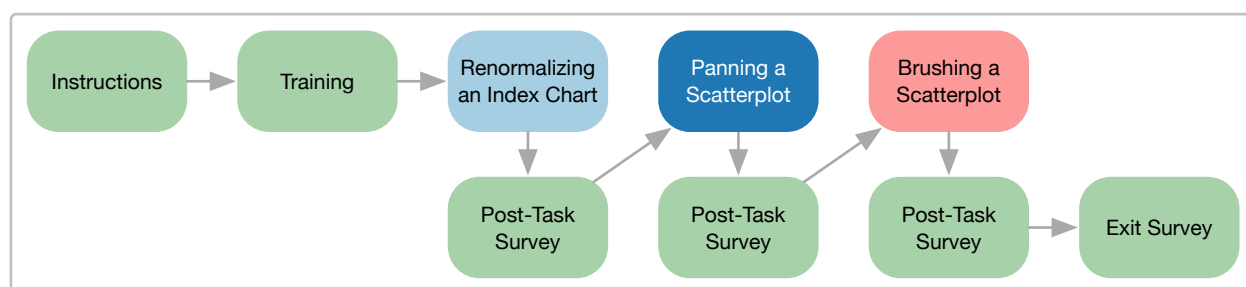 Instructions
Training
Renormalizing
an Index Chart
Panning a
Scatterplot
Brushing a
Scatterplot
Post-Task
Survey
Post-Task
Survey
Post-Task
Survey
Exit Survey